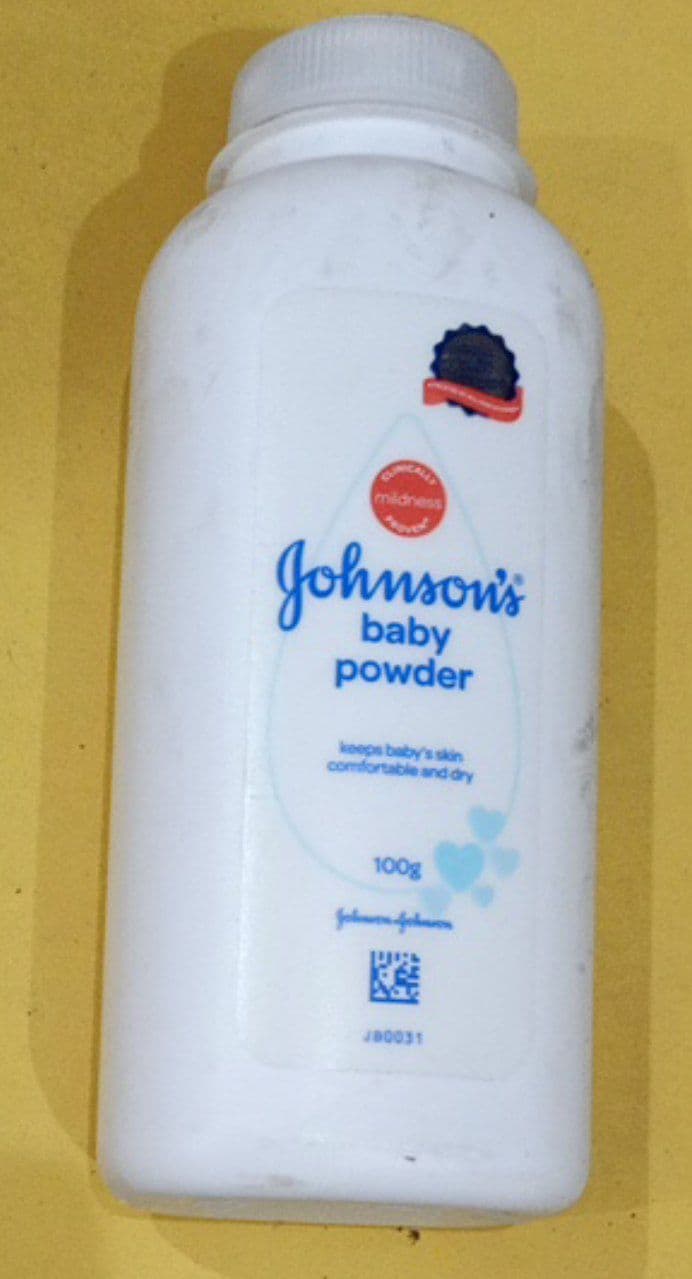 CLINICALLY
mildness
PROVEN*
Johnson's®
baby
powder
keeps baby's skin
comfortable and dry
100g
Johnson & Johnson
JB0031